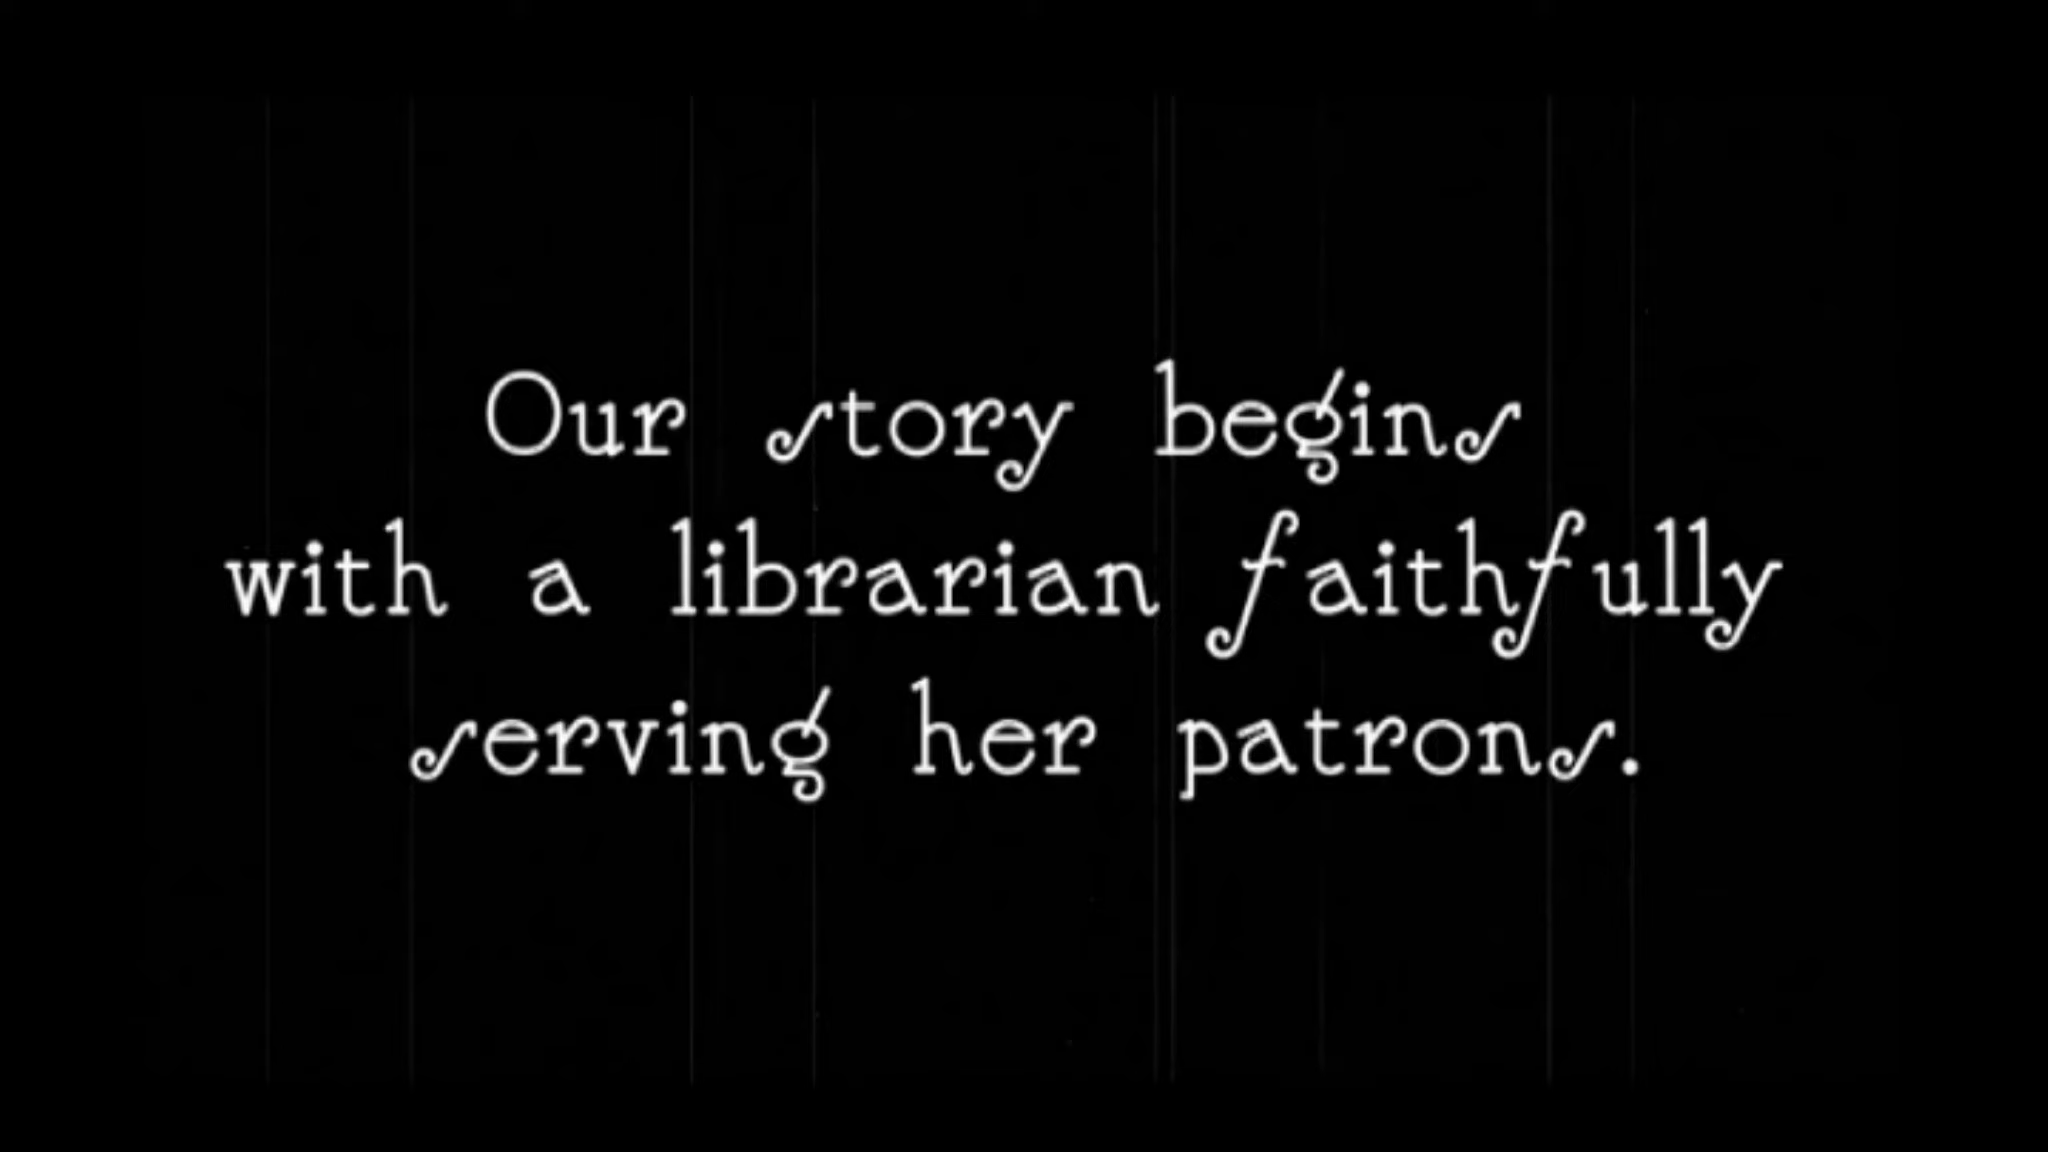 Our story begins
with a librarian faithfully
serving her patrons.